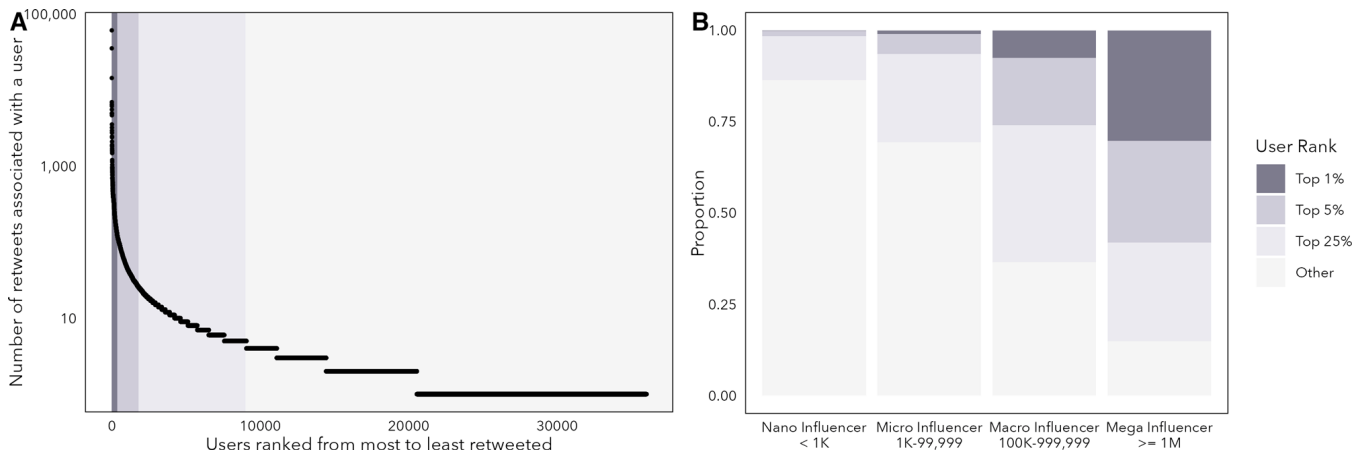 A
Number of retweets associated with a user
100,000
1,000
10
0
10000
20000
30000
Users ranked from most to least retweeted
B
Proportion
1.00
0.75
0.50
0.25
0.00
Nano Influencer
< 1K
Micro Influencer
1K-99,999
Macro Influencer
100K-999,999
Mega Influencer
>= 1M
User Rank
Top 1%
Top 5%
Top 25%
Other